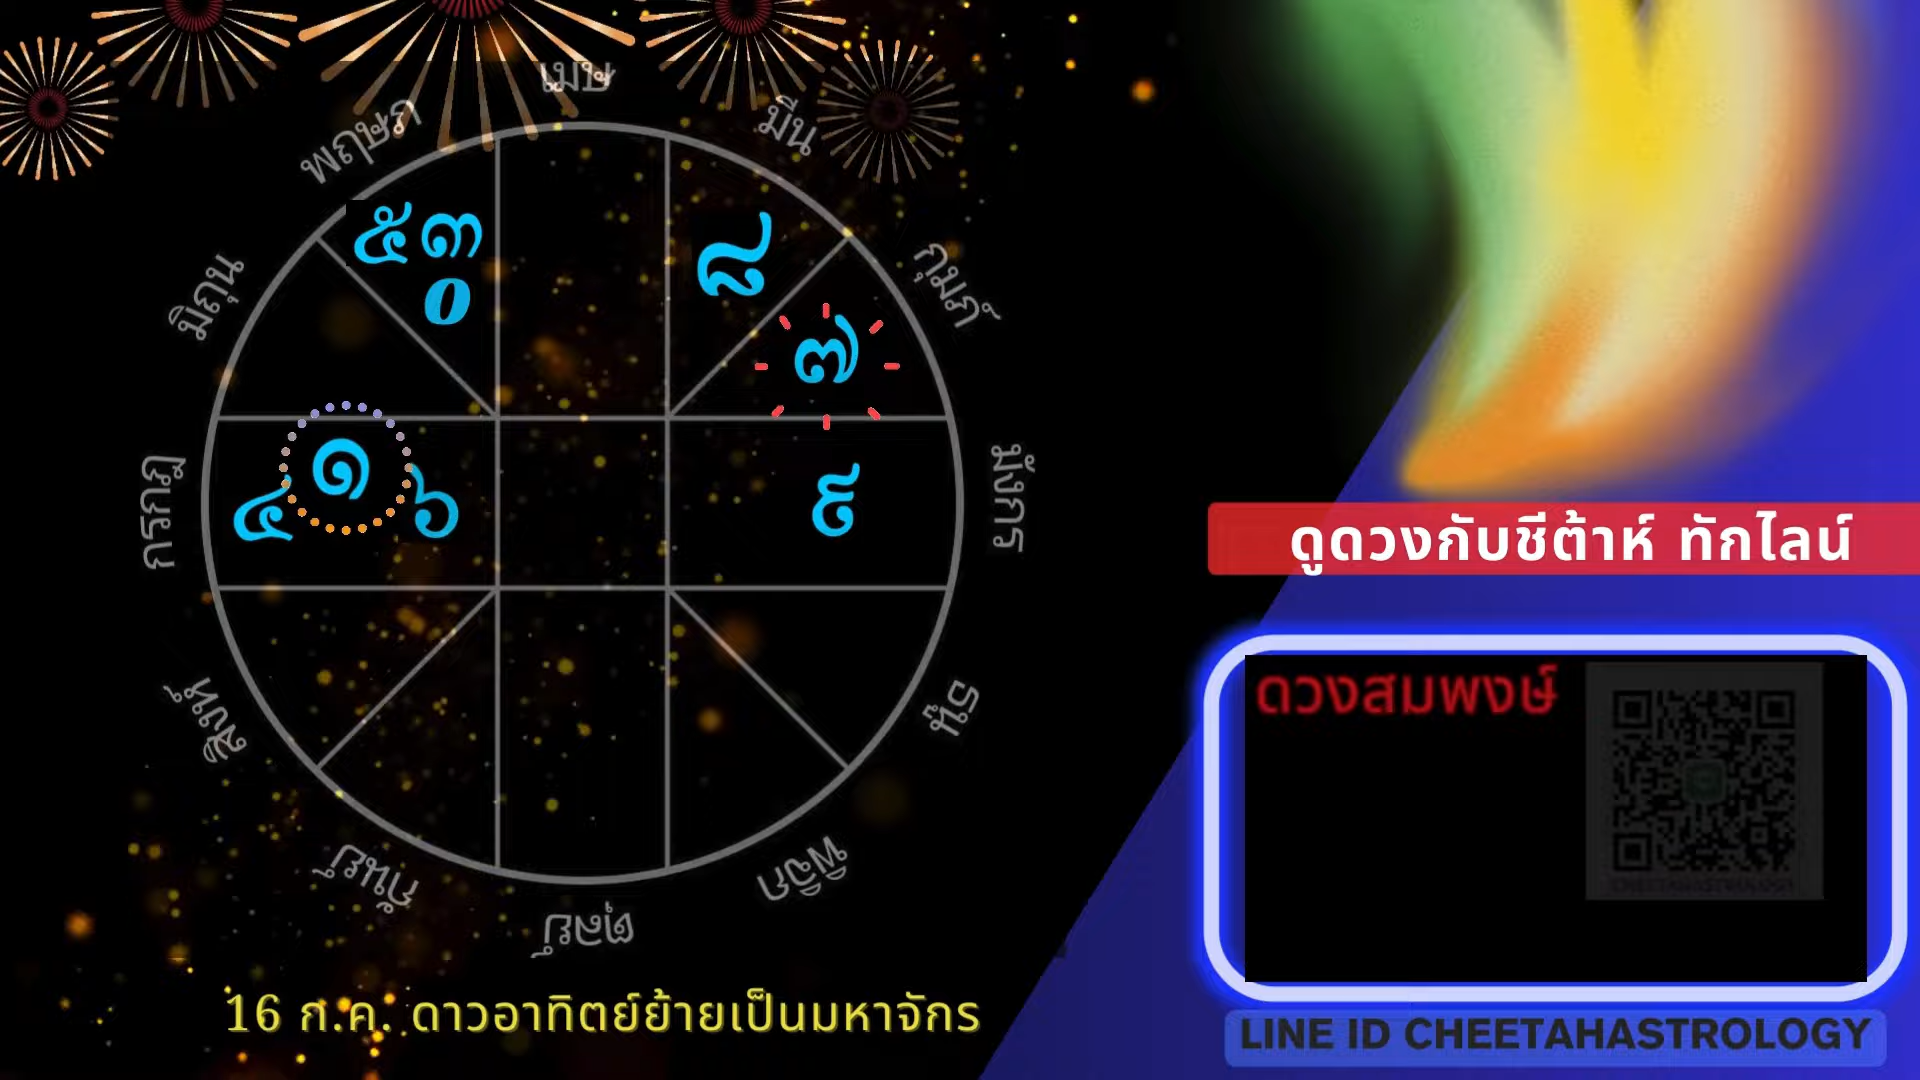 เมษ
มีน
พฤษภ
กุมภ์
มิถุน
๕ ๓
๐
๘
๗
๑
๔ ๖
๙
กรกฎ
มังกร
สิงห์
ธนู
กันย์
พิจิก
ตุลย์
16 ก.ค. ดาวอาทิตย์ย้ายเป็นมหาจักร
ดูดวงกับชีต้าห์ ทักไลน์
ดวงสมพงษ์
CHEETAHASTROLOGY
LINE ID CHEETAHASTROLOGY